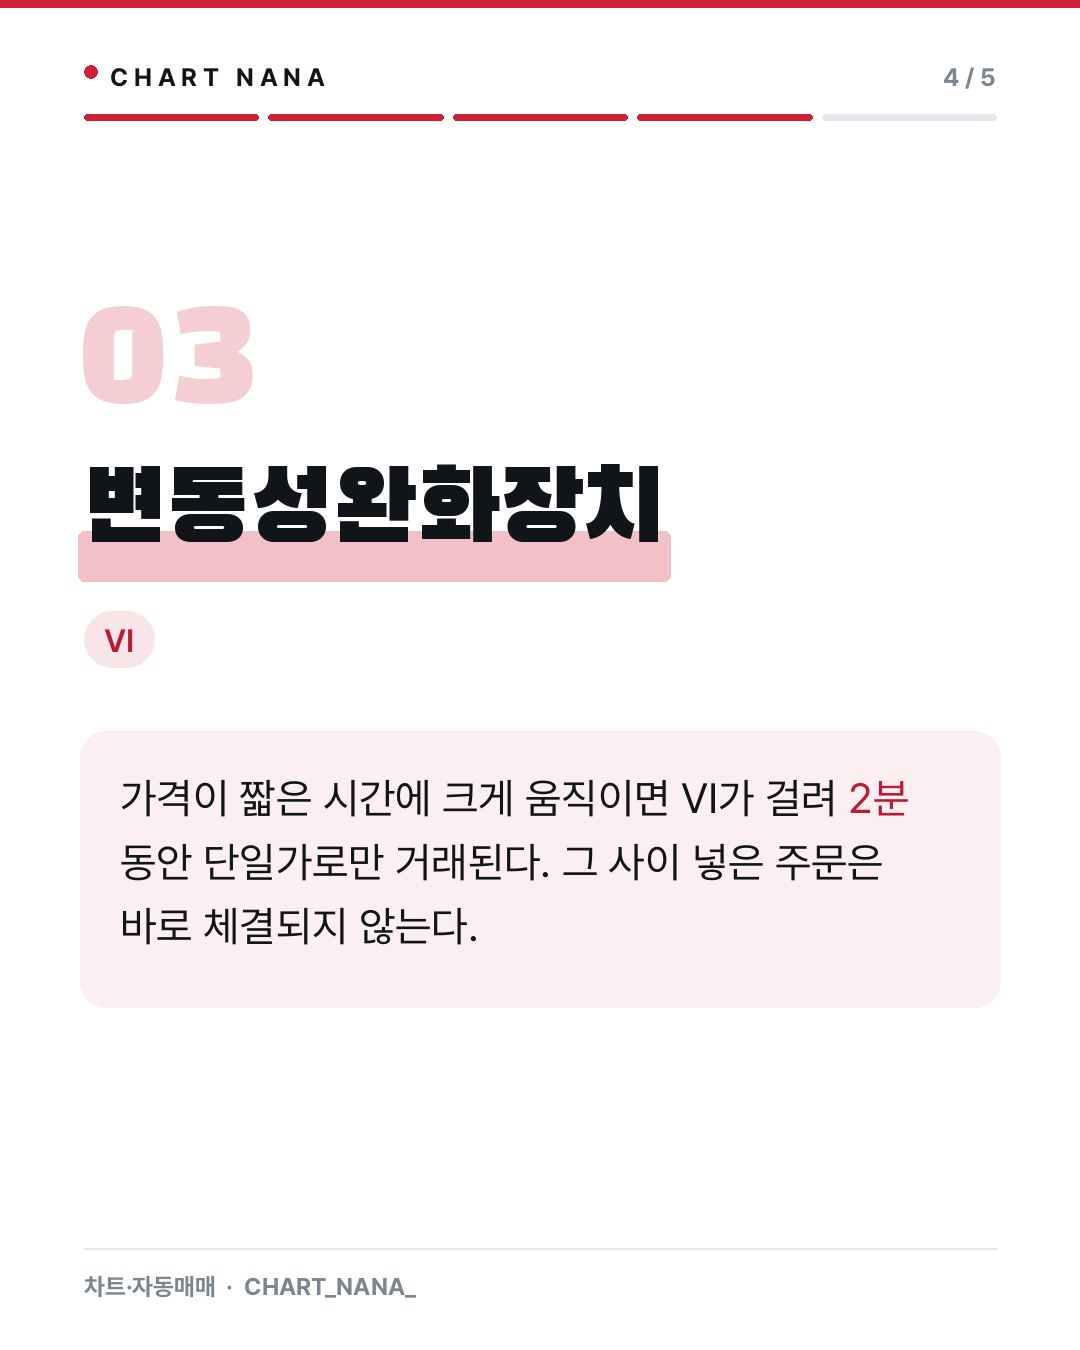 CHART NANA
4 / 5
03
변동성완화장치
VI
가격이 짧은 시간에 크게 움직이면 VI가 걸려 2분
동안 단일가로만 거래된다. 그 사이 넣은 주문은
바로 체결되지 않는다.
차트·자동매매 · CHART_NANA_